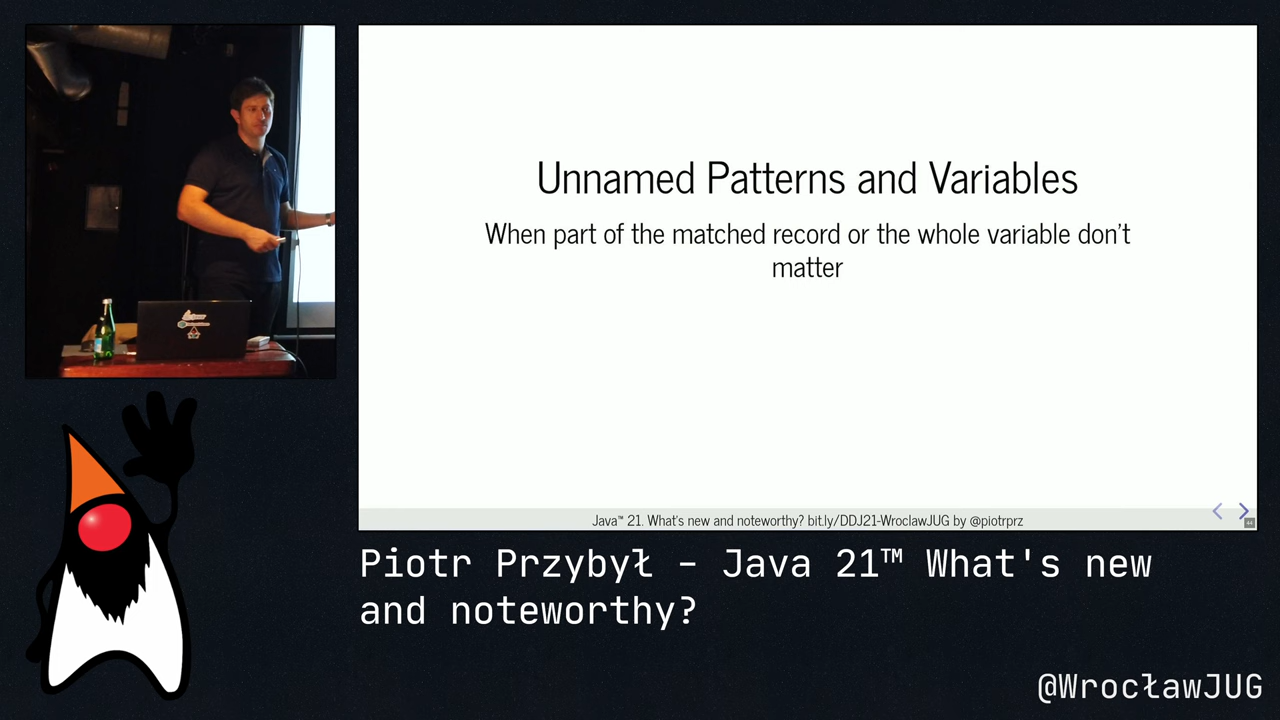 Unnamed Patterns and Variables
When part of the matched record or the whole variable don't
matter
Java™ 21. What's new and noteworthy? bit.ly/DDJ21-WroclawJUG by @piotrprz
44
Piotr Przybył - Java 21™ What's new
and noteworthy?
@WrocławJUG